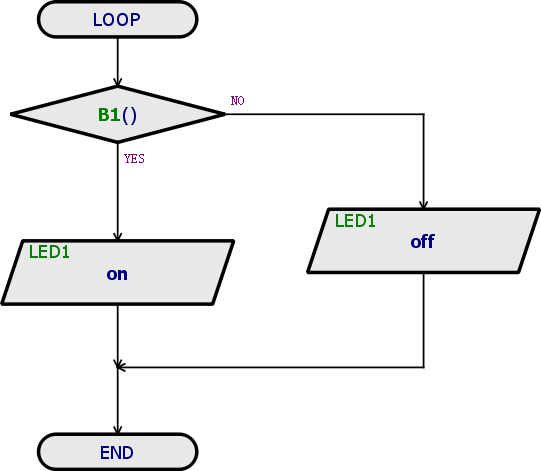 LOOP
B1()
NO
YES
LED1
off
LED1
on
END